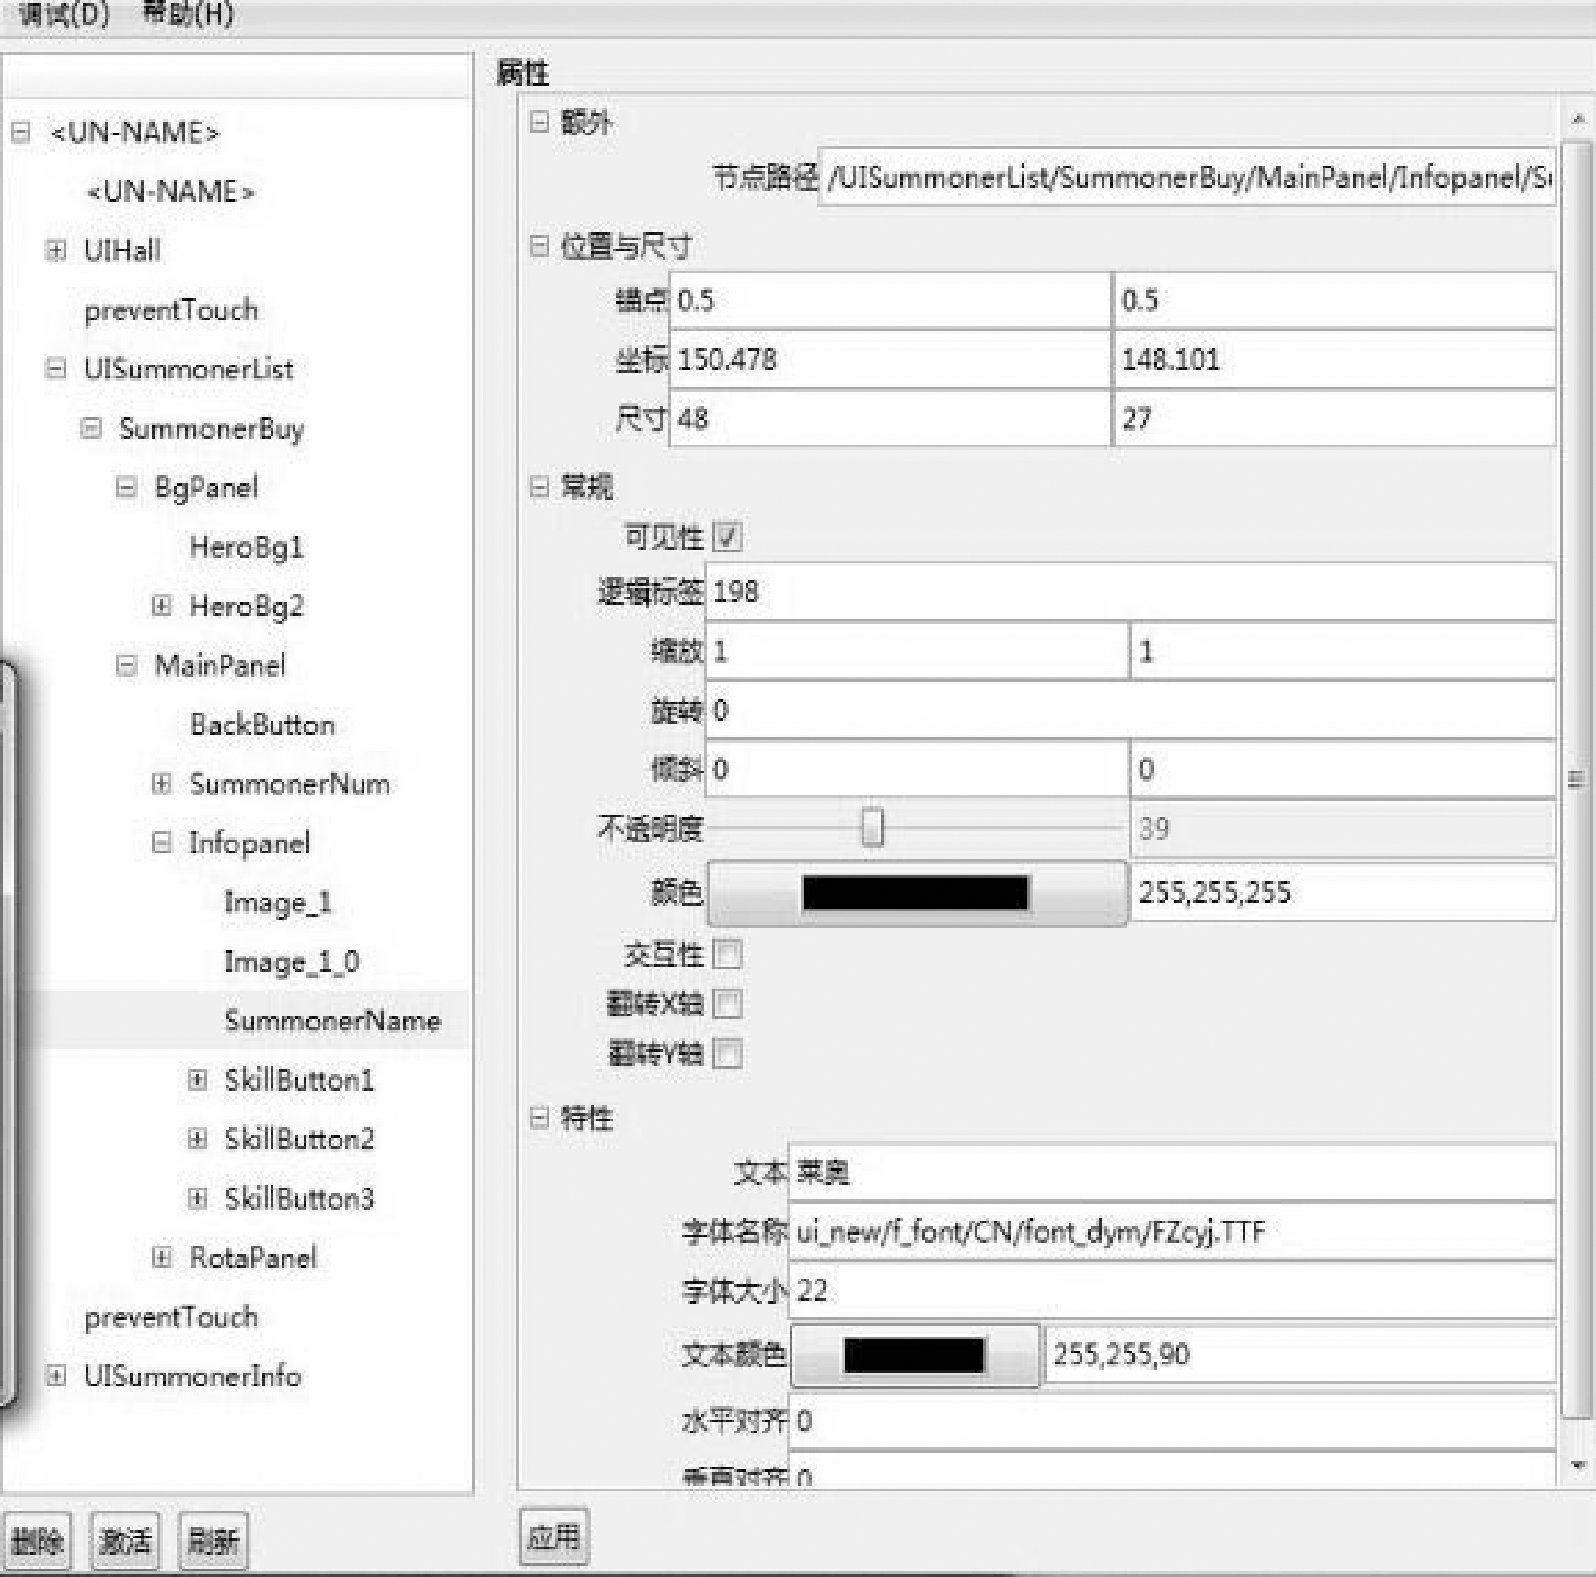 调试(D) 帮助(H)
<UN-NAME>
<UN-NAME>
UIHall
preventTouch
UISummonerList
SummonerBuy
BgPanel
HeroBg1
HeroBg2
MainPanel
BackButton
SummonerNum
Infopanel
Image_1
Image_1_0
SummonerName
SkillButton1
SkillButton2
SkillButton3
RotaPanel
preventTouch
UISummonerInfo
删除 激活 刷新
属性
额外
节点路径 /UISummonerList/SummonerBuy/MainPanel/Infopanel/S
位置与尺寸
锚点 0.5 0.5
坐标 150.478 148.101
尺寸 48 27
常规
可见性
逻辑标签 198
缩放 1 1
旋转 0
倾斜 0 0
不透明度 39
颜色 255,255,255
交互性
翻转X轴
翻转Y轴
特性
文本 莱奥
字体名称 ui_new/f_font/CN/font_dym/FZcyj.TTF
字体大小 22
文本颜色 255,255,90
水平对齐 0
垂直对齐 0
应用